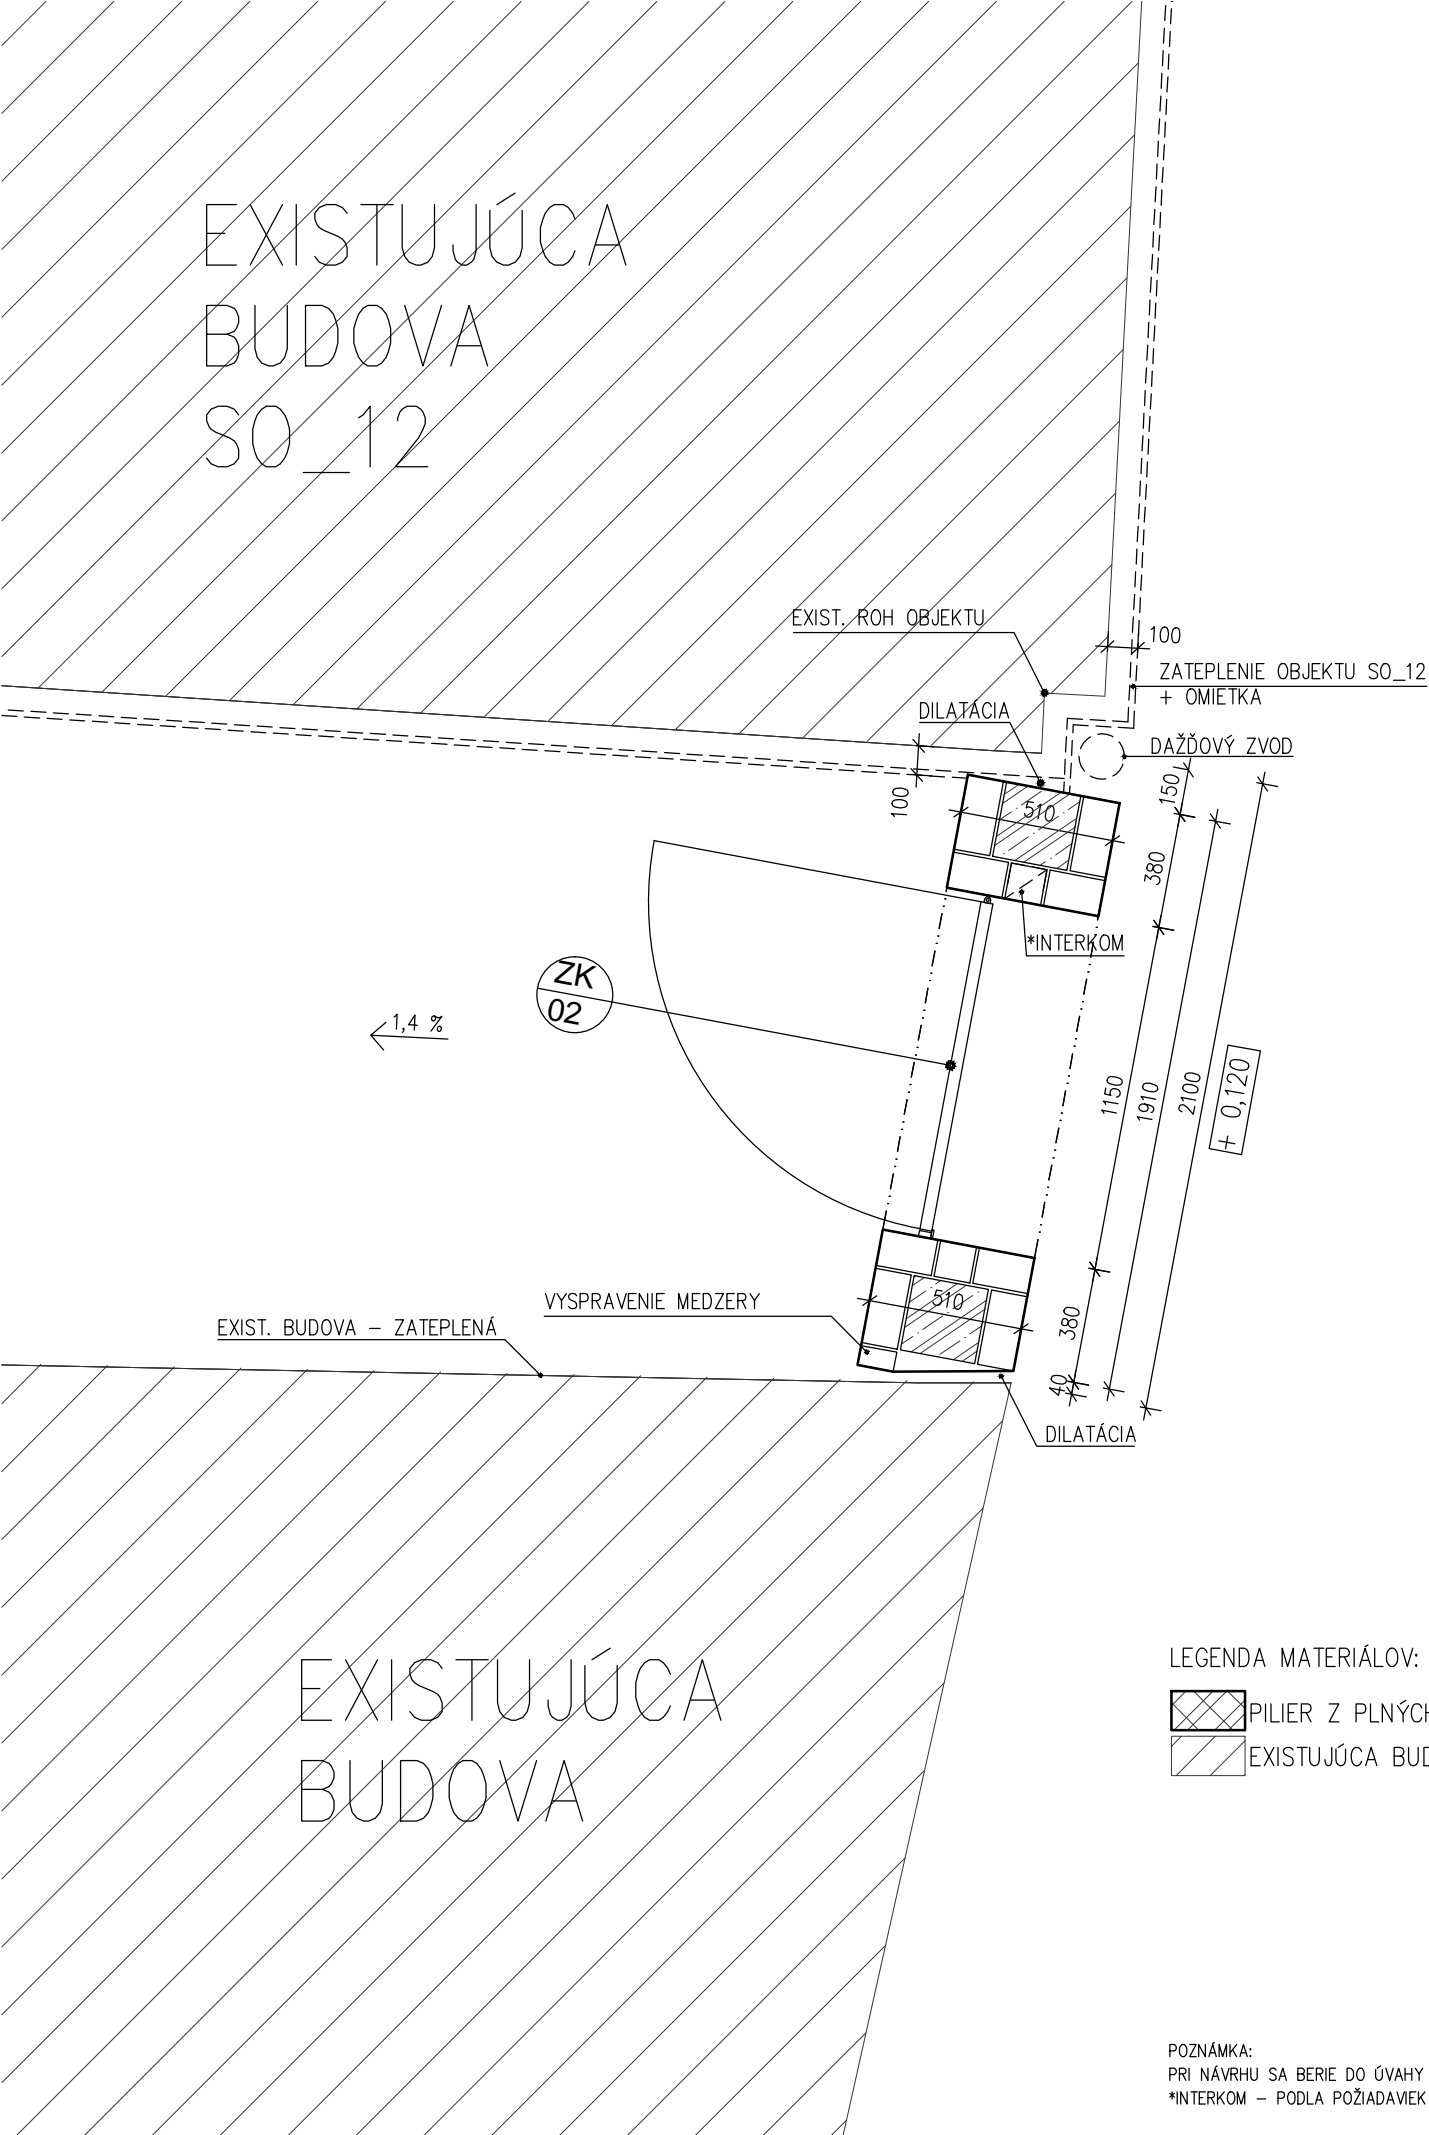 EXISTUJÚCA
BUDOVA
SO_12
EXIST. ROH OBJEKTU
100
ZATEPLENIE OBJEKTU SO_12
+ OMIETKA
DILATÁCIA
DAŽĎOVÝ ZVOD
100
150
510
380
*INTERKOM
ZK
02
1,4 %
1150
1910
2100
+ 0,120
VYSPRAVENIE MEDZERY
510
380
EXIST. BUDOVA – ZATEPLENÁ
40
DILATÁCIA
EXISTUJÚCA
BUDOVA
LEGENDA MATERIÁLOV:
PILIER Z PLNÝCH
EXISTUJÚCA BUD
POZNÁMKA:
PRI NÁVRHU SA BERIE DO ÚVAHY
*INTERKOM – PODLA POŽIADAVIEK